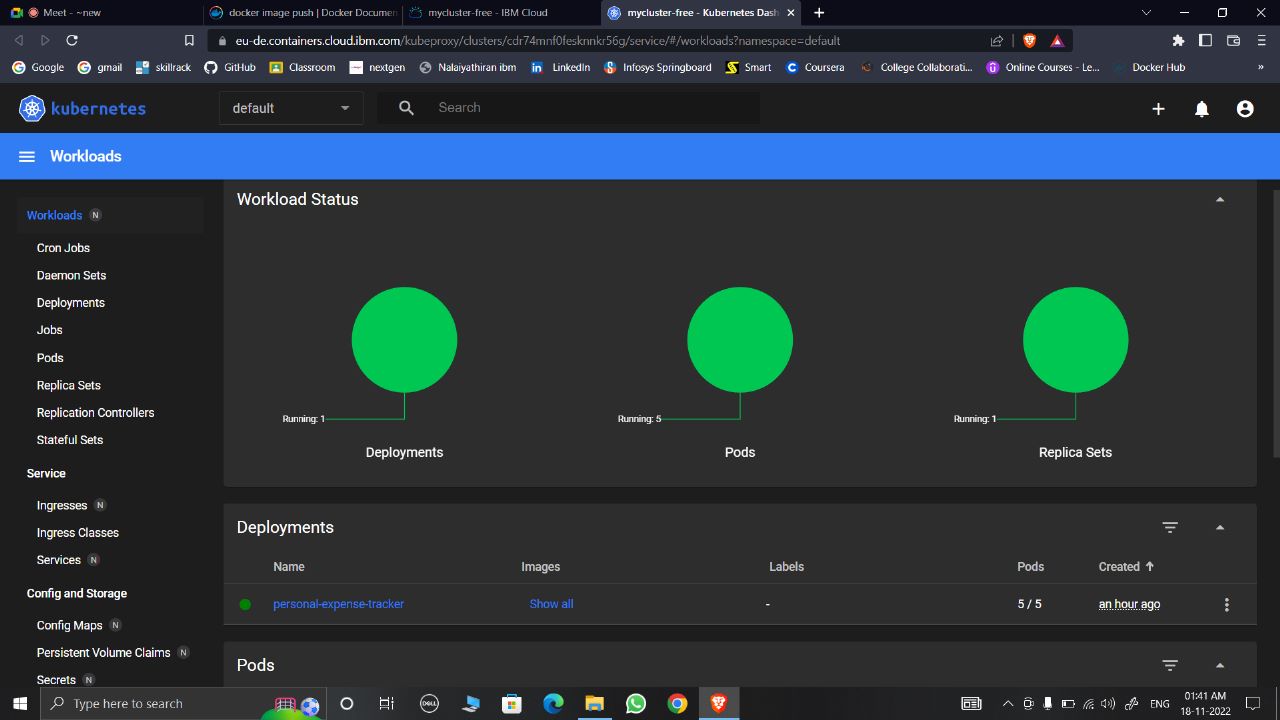 Meet - ~new
docker image push | Docker Documen
mycluster-free - IBM Cloud
mycluster-free - Kubernetes Dash
eu-de.containers.cloud.ibm.com/kubeproxy/clusters/cdr74mnf0fesknnkr56g/service/#/workloads?namespace=default
Google
gmail
skillrack
GitHub
Classroom
nextgen
Nalaiyathiran ibm
LinkedIn
Infosys Springboard
Smart
Coursera
College Collaborati...
Online Courses - Le...
Docker Hub
»
kubernetes
default
Search
Workloads
Workloads N
Cron Jobs
Daemon Sets
Deployments
Jobs
Pods
Replica Sets
Replication Controllers
Stateful Sets
Service
Ingresses N
Ingress Classes
Services N
Config and Storage
Config Maps N
Persistent Volume Claims N
Secrets N
Workload Status
Running: 1
Running: 5
Running: 1
Deployments
Pods
Replica Sets
Deployments
Name Images Labels Pods Created
personal-expense-tracker Show all - 5 / 5 an hour ago
Pods
Type here to search
DELL
ENG
01:41 AM
18-11-2022